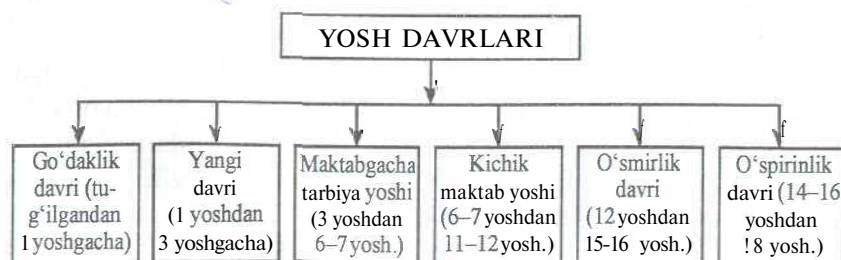 YOSH DAVRLARI
Go‘daklik
davri (tu-
g‘ilgandan
1 yoshgacha)
Yangi
davri
(1 yoshdan
3 yoshgacha)
Maktabgacha
tarbiya yoshi
(3 yoshdan
6–7 yosh.)
Kichik
maktab yoshi
(6–7 yoshdan
11–12 yosh.)
O‘smirlik
davri
(12 yoshdan
15-16 yosh.)
O‘spirinlik
davri (14–16
yoshdan
!8 yosh.)